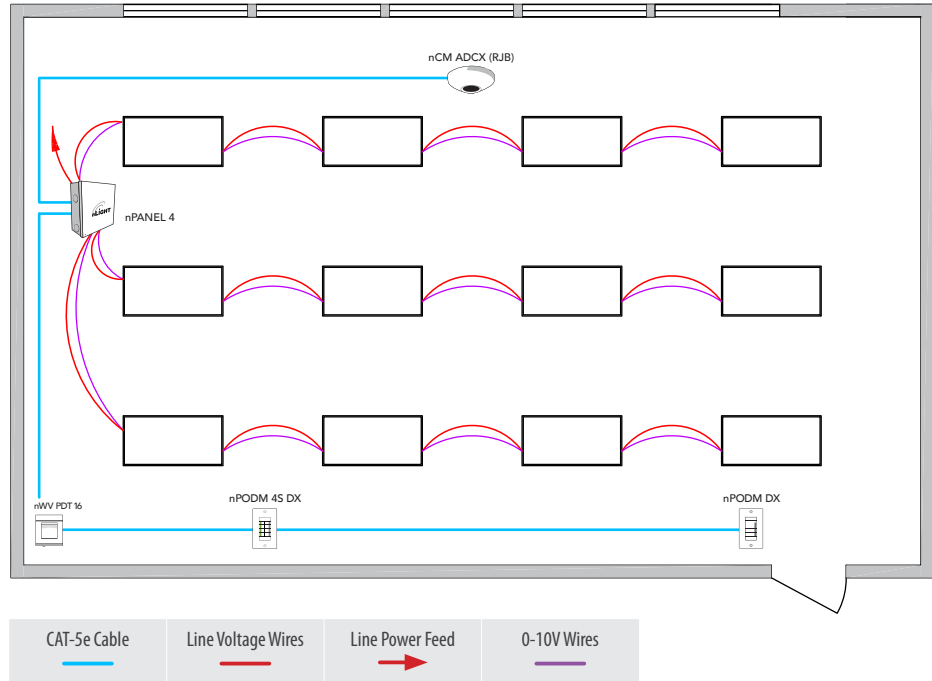 nCM ADCX (RJB)
nLIGHT
nPANEL 4
nWV PDT 16
nPODM 4S DX
nPODM DX
CAT-5e Cable
Line Voltage Wires
Line Power Feed
0-10V Wires